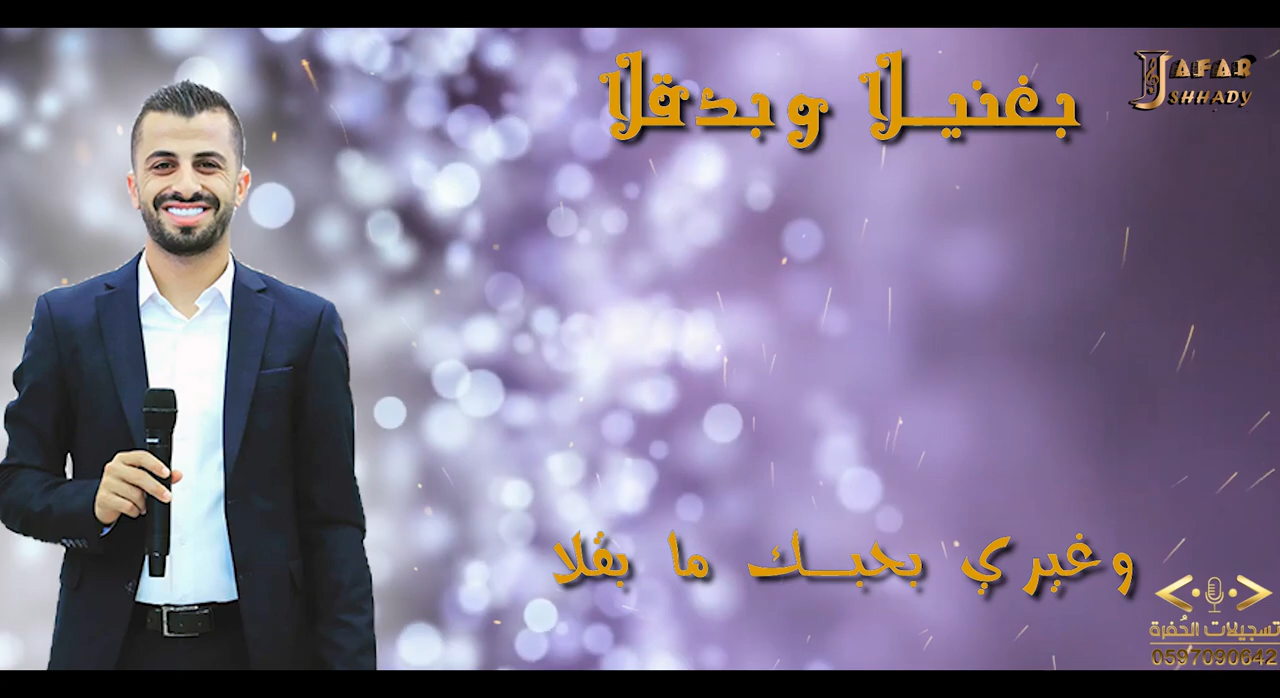 بغنيلا وبدقلا
JAFAR
SHHADY
وغيري بحبك ما بقلا
تسجيلات الحُفرة
0597090642